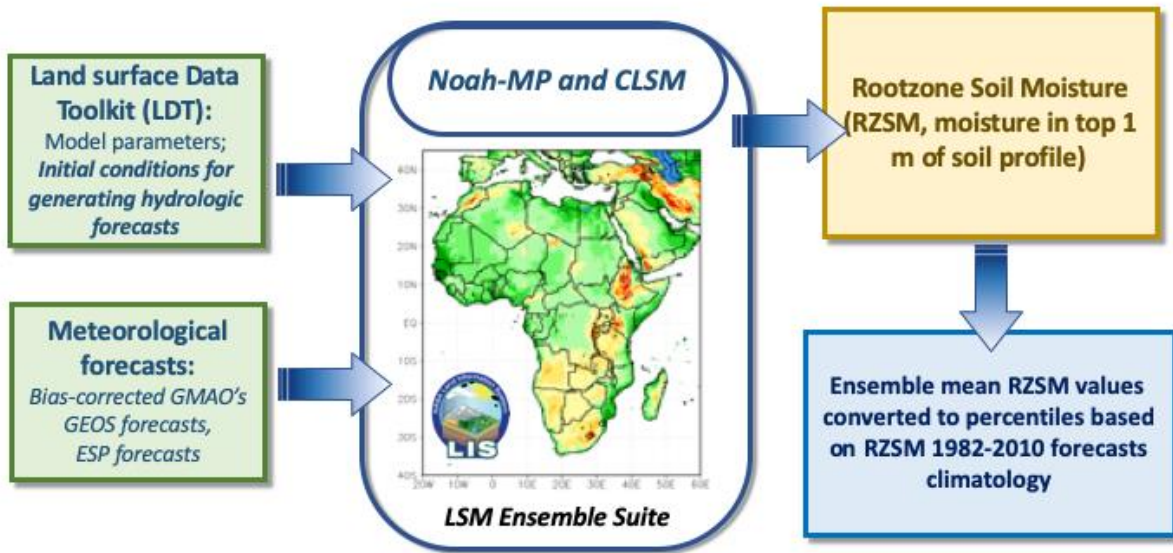 Land surface Data
Toolkit (LDT):
Model parameters;
Initial conditions for
generating hydrologic
forecasts
Meteorological
forecasts:
Bias-corrected GMAO's
GEOS forecasts,
ESP forecasts
Noah-MP and CLSM
40N
30N
20N
10N
EQ
10S
20S
30S
40S
20W
10W
0
10E
20E
30E
40E
50E
60E
LIS
LSM Ensemble Suite
Rootzone Soil Moisture
(RZSM, moisture in top 1
m of soil profile)
Ensemble mean RZSM values
converted to percentiles based
on RZSM 1982-2010 forecasts
climatology